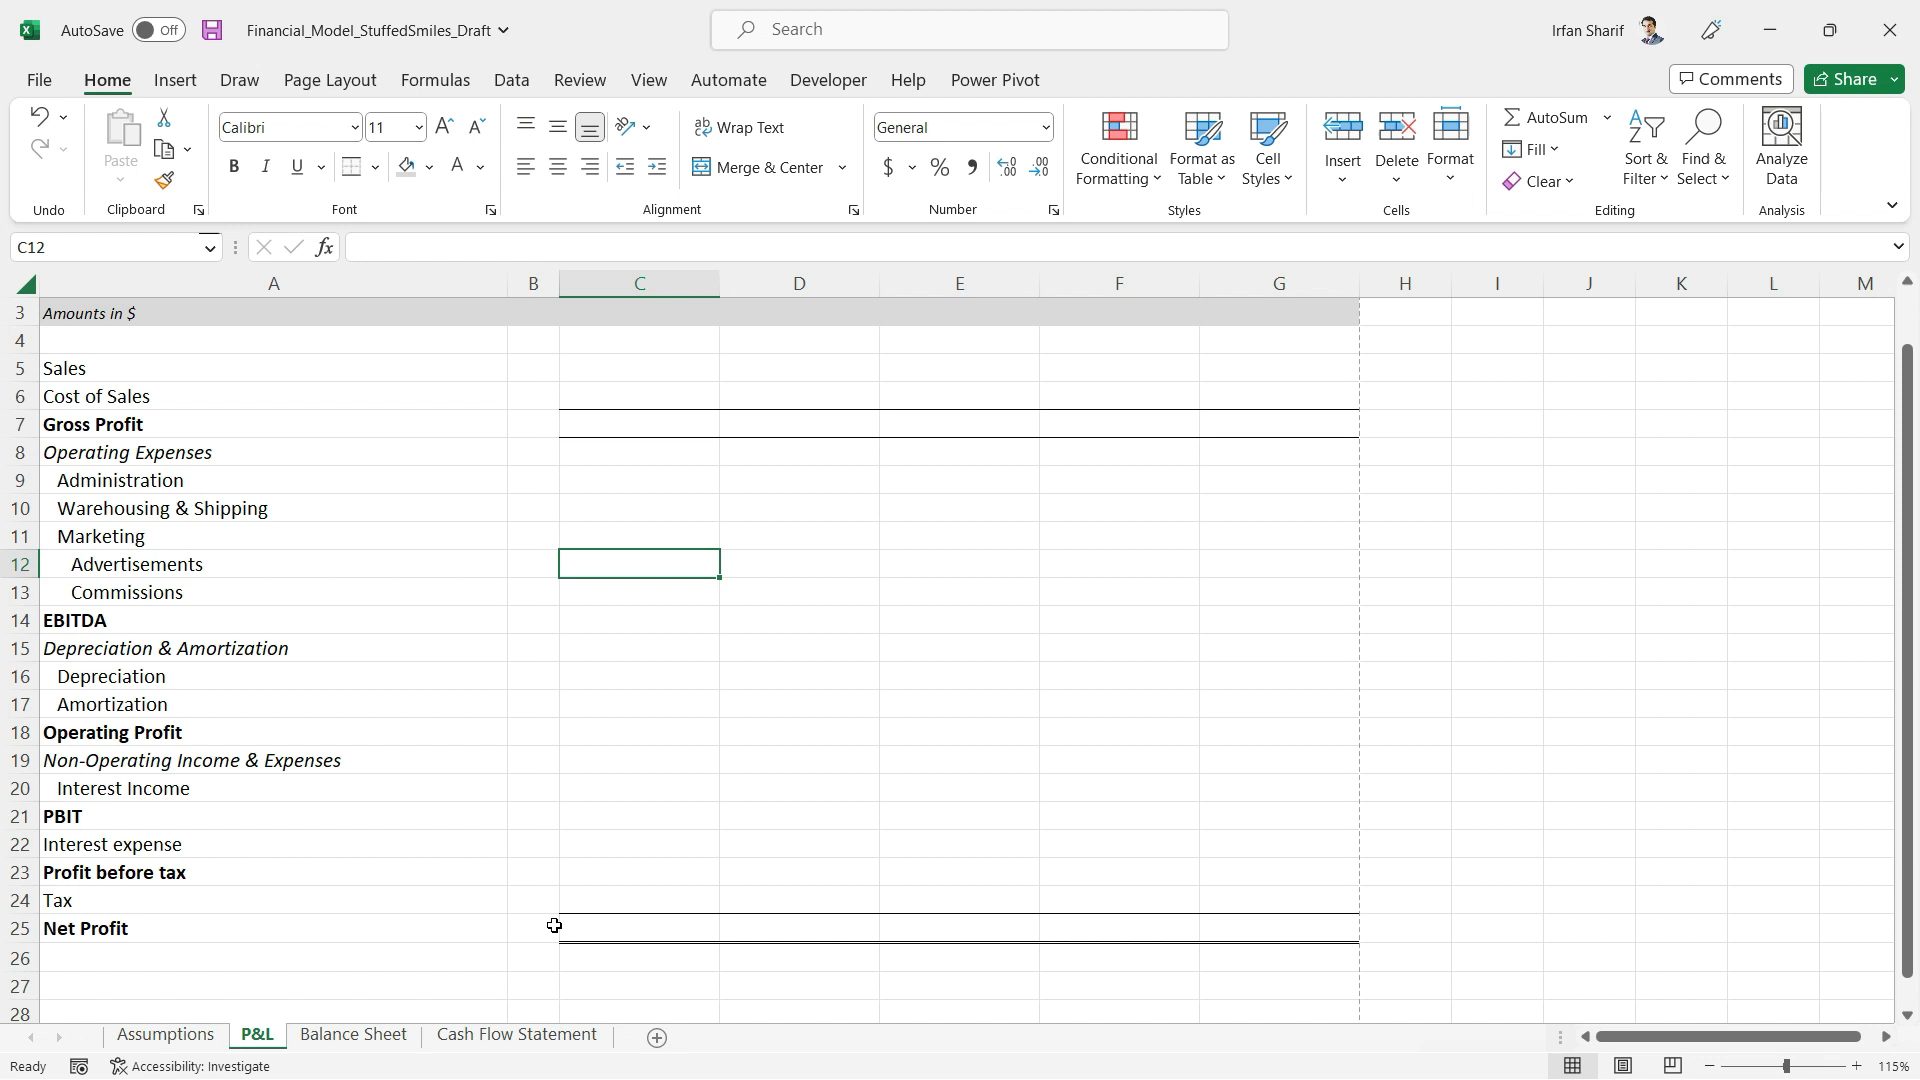 AutoSave Off Financial_Model_StuffedSmiles_Draft Search Irfan Sharif
File Home Insert Draw Page Layout Formulas Data Review View Automate Developer Help Power Pivot Comments Share
Paste
Calibri 11
B I U A
ab Wrap Text
Merge & Center
General
$ % 9 .00
Conditional Formatting
Format as Table
Cell Styles
Insert Delete Format
AutoSum
Fill
Clear
Sort & Filter
Find & Select
Analyze Data
Undo Clipboard Font Alignment Number Styles Cells Editing Analysis
C12 fx
A B C D E F G H I J K L M
3 Amounts in $
4
5 Sales
6 Cost of Sales
7 Gross Profit
8 Operating Expenses
9 Administration
10 Warehousing & Shipping
11 Marketing
12 Advertisements
13 Commissions
14 EBITDA
15 Depreciation & Amortization
16 Depreciation
17 Amortization
18 Operating Profit
19 Non-Operating Income & Expenses
20 Interest Income
21 PBIT
22 Interest expense
23 Profit before tax
24 Tax
25 Net Profit
26
27
28
Assumptions P&L Balance Sheet Cash Flow Statement
Ready Accessibility: Investigate 115%